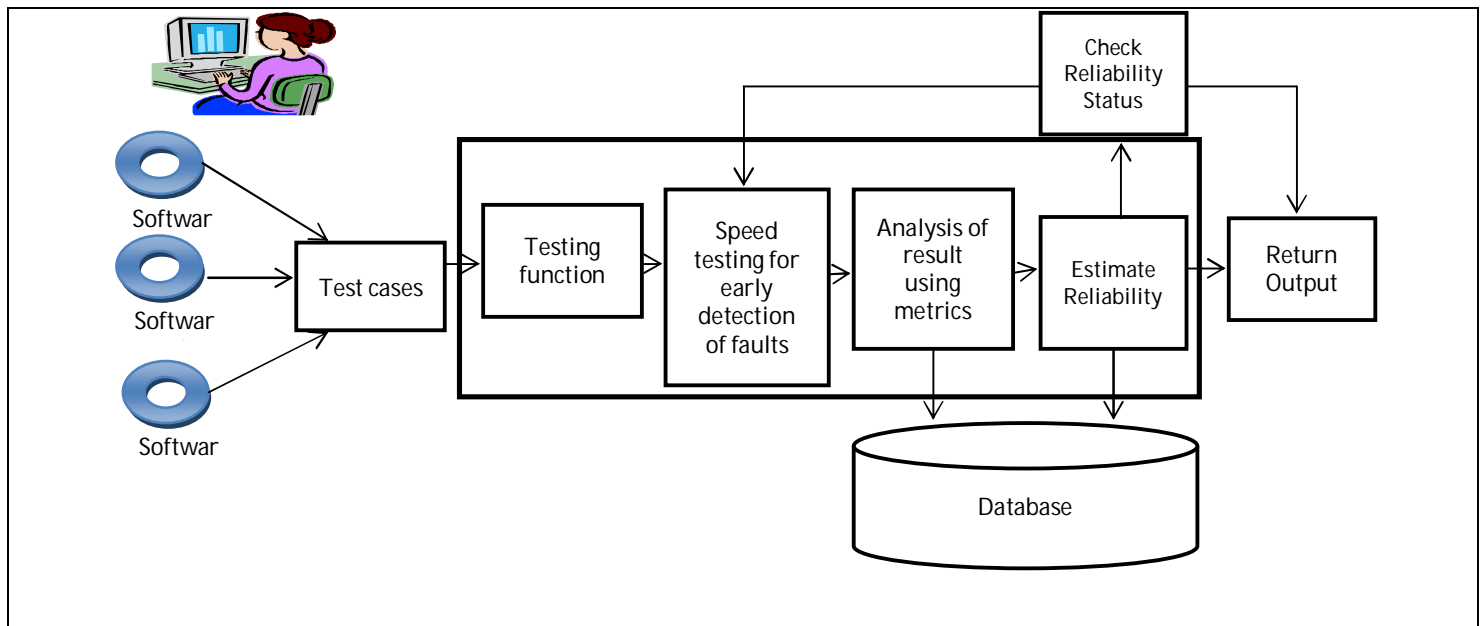 Check
Reliability
Status
Softwar
Softwar
Softwar
Test cases
Testing
function
Speed
testing for
early
detection
of faults
Analysis of
result
using
metrics
Estimate
Reliability
Return
Output
Database